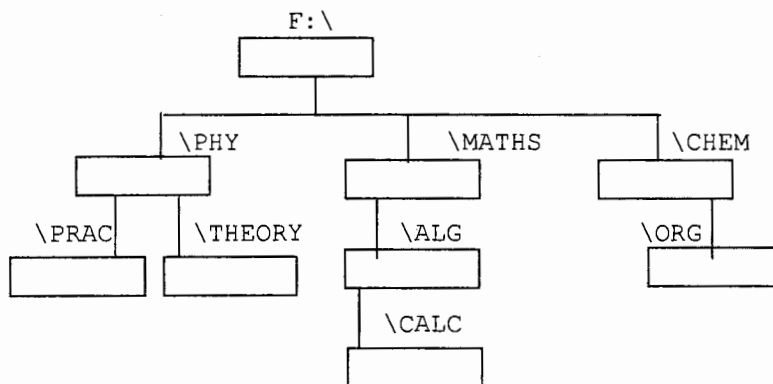 F:\
\PHY \MATHS \CHEM
\PRAC \THEORY \ALG \ORG
\CALC